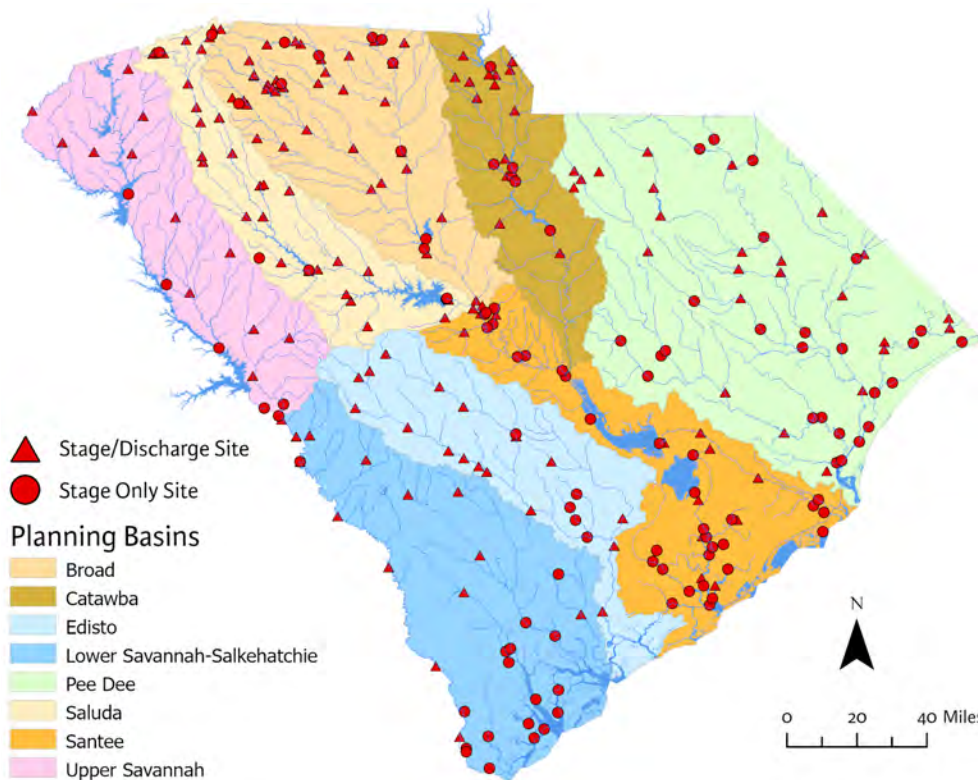 Stage/Discharge Site
Stage Only Site
Planning Basins
Broad
Catawba
Edisto
Lower Savannah-Salkehatchie
Pee Dee
Saluda
Santee
Upper Savannah
N
0 20 40 Miles